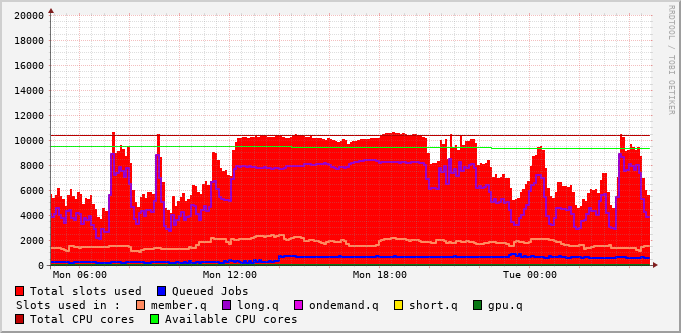 20000
18000
16000
14000
12000
10000
8000
6000
4000
2000
0
Mon 06:00 Mon 12:00 Mon 18:00 Tue 00:00
Total slots used Queued Jobs
Slots used in : member.q long.q ondemand.q short.q gpu.q
Total CPU cores Available CPU cores
RRDTOOL / TOBI OETIKER